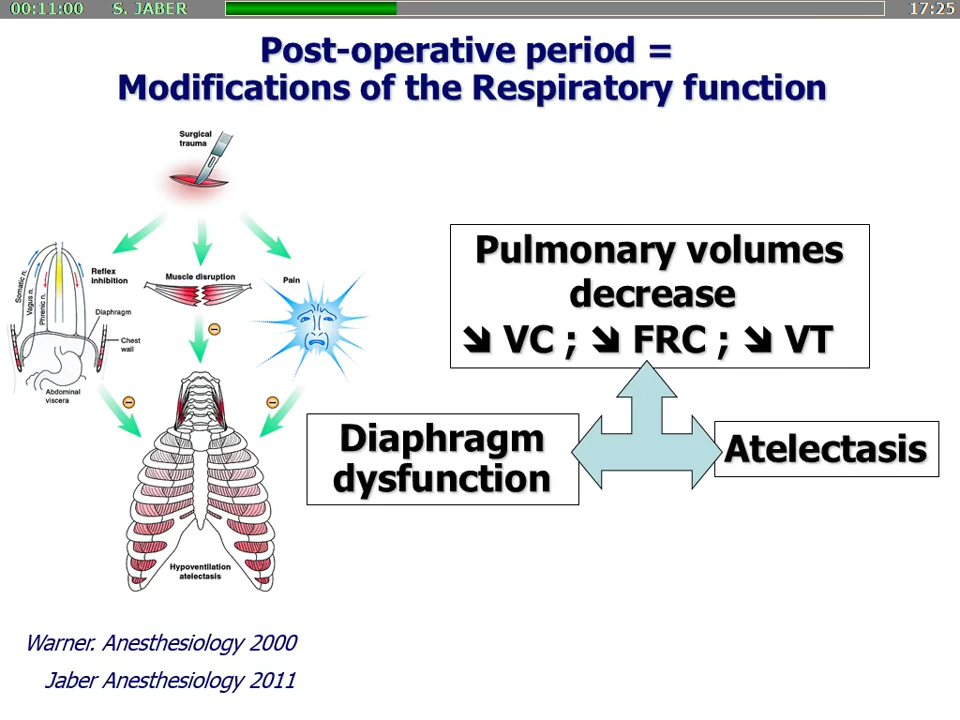 00:11:00 S. JABER 17:25
Post-operative period =
Modifications of the Respiratory function
Surgical
trauma
Reflex
inhibition
Muscle disruption
Pain
Somatic n.
Vagus n.
Phrenic n.
Diaphragm
Chest
wall
Abdominal
viscera
Hypoventilation
atelectasis
Pulmonary volumes
decrease
➘ VC ; ➘ FRC ; ➘ VT
Diaphragm
dysfunction
Atelectasis
Warner. Anesthesiology 2000
Jaber Anesthesiology 2011